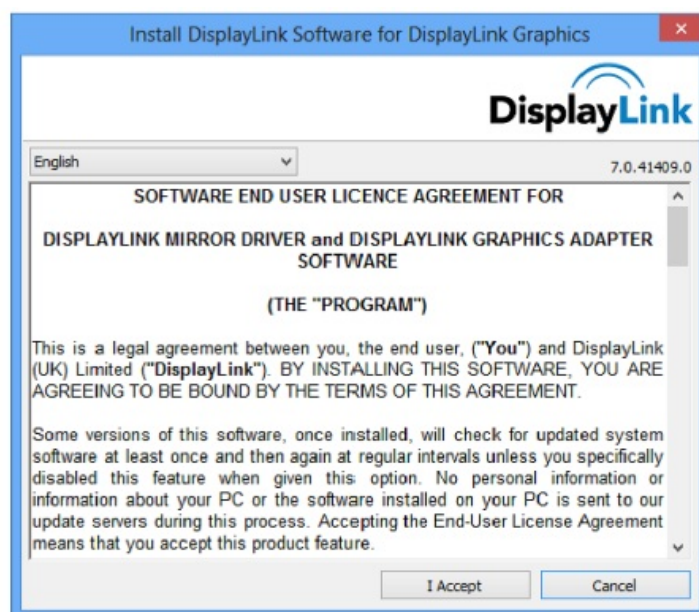 Install DisplayLink Software for DisplayLink Graphics
DisplayLink
English
7.0.41409.0
SOFTWARE END USER LICENCE AGREEMENT FOR
DISPLAYLINK MIRROR DRIVER and DISPLAYLINK GRAPHICS ADAPTER
SOFTWARE
(THE "PROGRAM")
This is a legal agreement between you, the end user, ("You") and DisplayLink
(UK) Limited ("DisplayLink"). BY INSTALLING THIS SOFTWARE, YOU ARE
AGREEING TO BE BOUND BY THE TERMS OF THIS AGREEMENT.
Some versions of this software, once installed, will check for updated system
software at least once and then again at regular intervals unless you specifically
disabled this feature when given this option. No personal information or
information about your PC or the software installed on your PC is sent to our
update servers during this process. Accepting the End-User License Agreement
means that you accept this product feature.
I Accept
Cancel